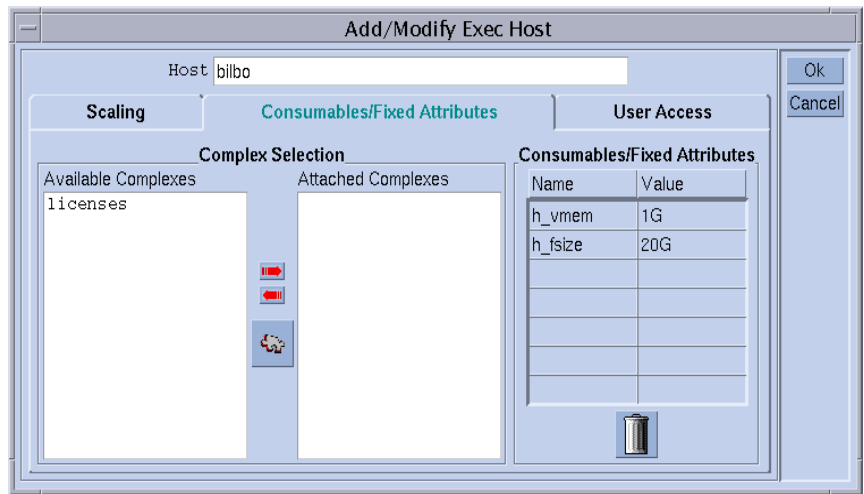 Add/Modify Exec Host
Host bilbo
Ok
Cancel
Scaling
Consumables/Fixed Attributes
User Access
Complex Selection
Available Complexes
Attached Complexes
licenses
Consumables/Fixed Attributes
Name Value
h_vmem 1G
h_fsize 20G